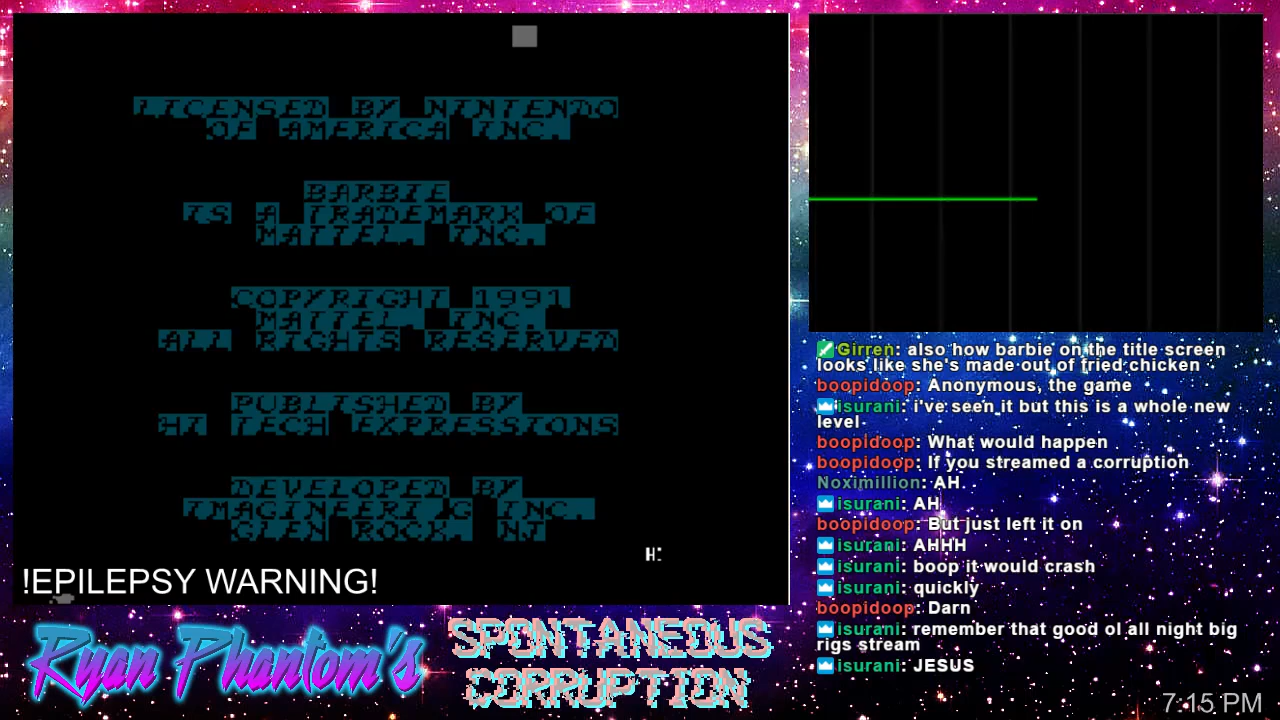 LICENSED BY NINTENDO
OF AMERICA INC.
BARBIE
IS A TRADEMARK OF
MATTEL, INC.
COPYRIGHT 1991
MATTEL, INC.
ALL RIGHTS RESERVED
PUBLISHED BY
HI TECH EXPRESSIONS
DEVELOPED BY
IMAGINEERI G INC.
GLEN ROCK, NJ
H:
!EPILEPSY WARNING!
Ryan Phantom's
SPONTANEOUS
CORRUPTION
Girren: also how barbie on the title screen
looks like she's made out of fried chicken
boopidoop: Anonymous, the game
isurani: i've seen it but this is a whole new
level
boopidoop: What would happen
boopidoop: If you streamed a corruption
Noximillion: AH
isurani: AH
boopidoop: But just left it on
isurani: AHHH
isurani: boop it would crash
isurani: quickly
boopidoop: Darn
isurani: remember that good ol all night big
rigs stream
isurani: JESUS
7:15 PM